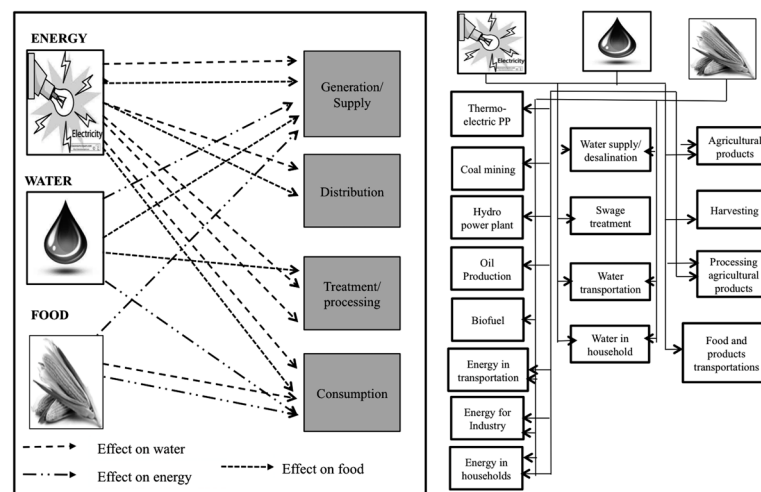 ENERGY
Electricity
WATER
FOOD
Generation/
Supply
Distribution
Treatment/
processing
Consumption
Effect on water
Effect on energy
Effect on food
Electricity
Thermo-
electric PP
Coal mining
Hydro
power plant
Oil
Production
Biofuel
Energy in
transportation
Energy for
Industry
Energy in
households
Water supply/
desalination
Swage
treatment
Water
transportation
Water in
household
Agricultural
products
Harvesting
Processing
agricultural
products
Food and
products
transportations